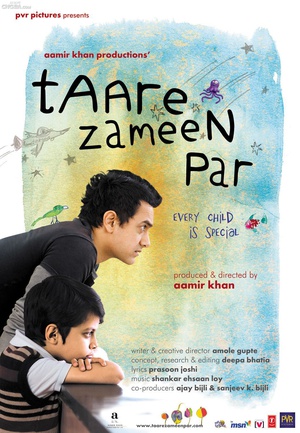 pvr pictures presents
aamir khan productions'
tAAre
zameeN
par
EVERY CHILD
IS SPECIAL
produced & directed by
aamir khan
writer & creative director amole gupte
concept, research & editing deepa bhatia
lyrics prasoon joshi
music shankar ehsaan loy
co-producers ajay bijli & sanjeev k. bijli
www.taarezameenpar.com
msn
[v]
PVR